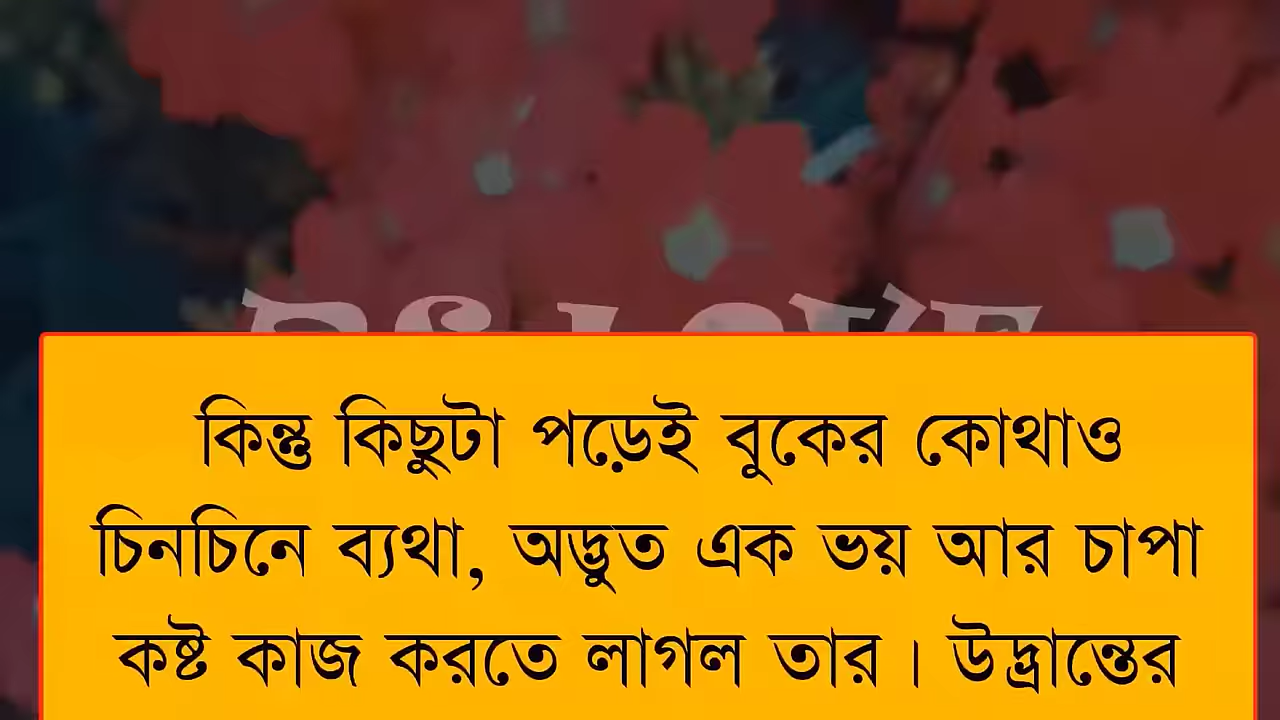 কিন্তু কিছুটা পড়েই বুকের কোথাও
চিনচিনে ব্যথা, অদ্ভুত এক ভয় আর চাপা
কষ্ট কাজ করতে লাগল তার। উদ্ভ্রান্তের